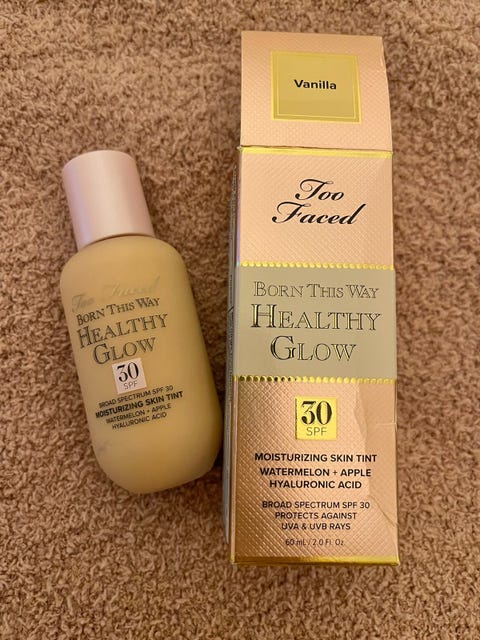 Too Faced
BORN THIS WAY
HEALTHY
GLOW
30
SPF
BROAD SPECTRUM SPF 30
MOISTURIZING SKIN TINT
WATERMELON + APPLE
HYALURONIC ACID
Vanilla
Too
Faced
BORN THIS WAY
HEALTHY
GLOW
30
SPF
MOISTURIZING SKIN TINT
WATERMELON + APPLE
HYALURONIC ACID
BROAD SPECTRUM SPF 30
PROTECTS AGAINST
UVA & UVB RAYS
60 mL / 2.0 Fl. Oz.